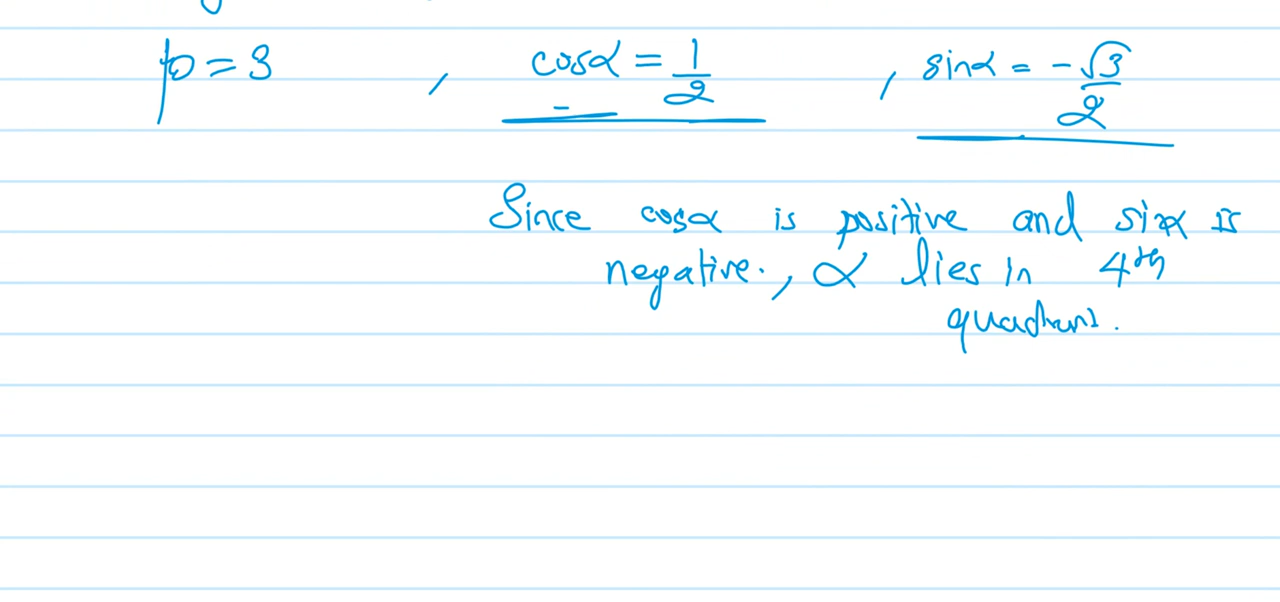 p = 3 , cosα = 1/2 , sinα = -√3/2
Since cosα is positive and sinα is
negative., α lies in 4th
quadrant.